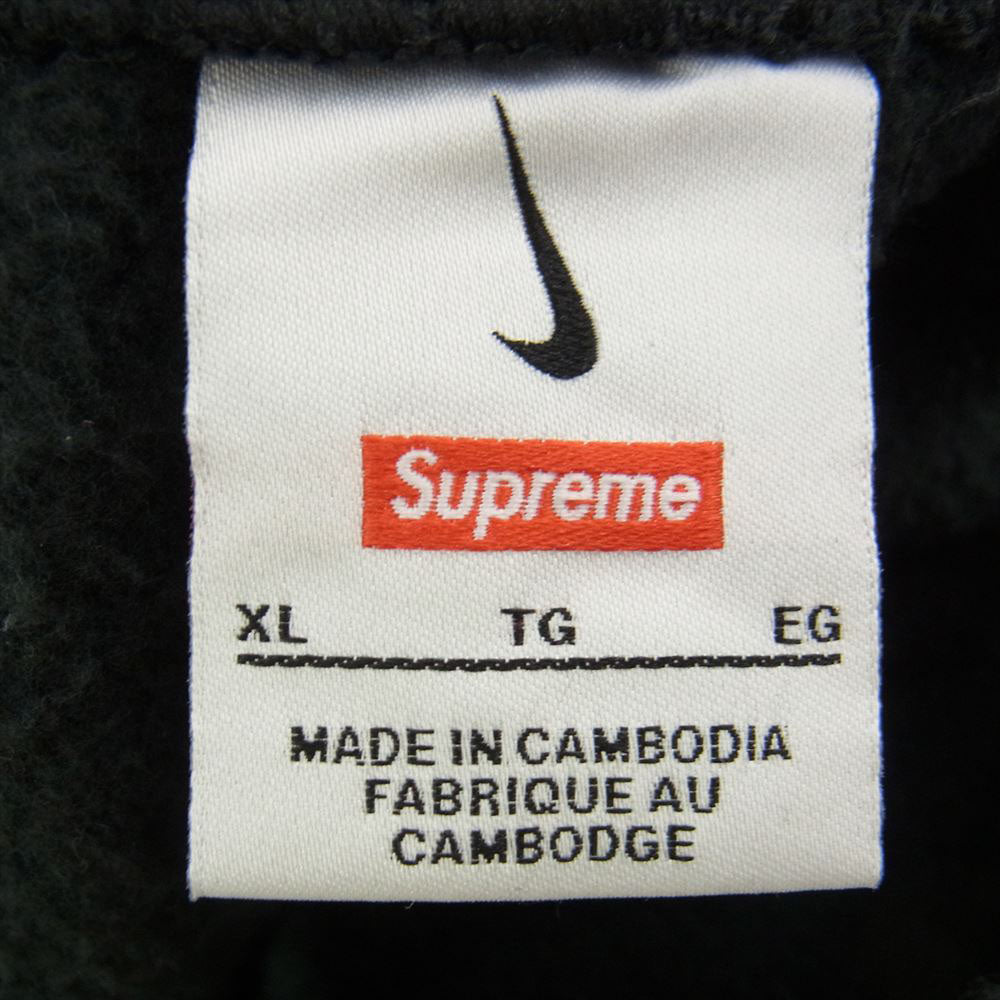 Supreme
XL TG EG
MADE IN CAMBODIA
FABRIQUE AU
CAMBODGE